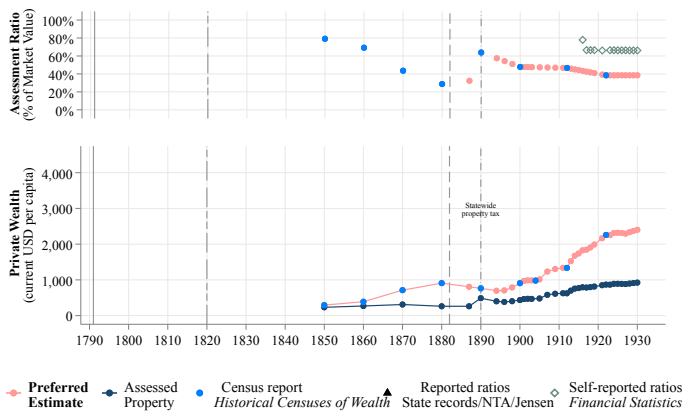 100%
80%
60%
40%
20%
0%
Assessment Ratio
(% of Market Value)
4,000
3,000
2,000
1,000
0
Private Wealth
(current USD per capita)
Statewide
property tax
1790 1800 1810 1820 1830 1840 1850 1860 1870 1880 1890 1900 1910 1920 1930
Preferred Estimate
Assessed Property
Census report
Historical Censuses of Wealth
Reported ratios
State records/NTA/Jensen
Self-reported ratios
Financial Statistics